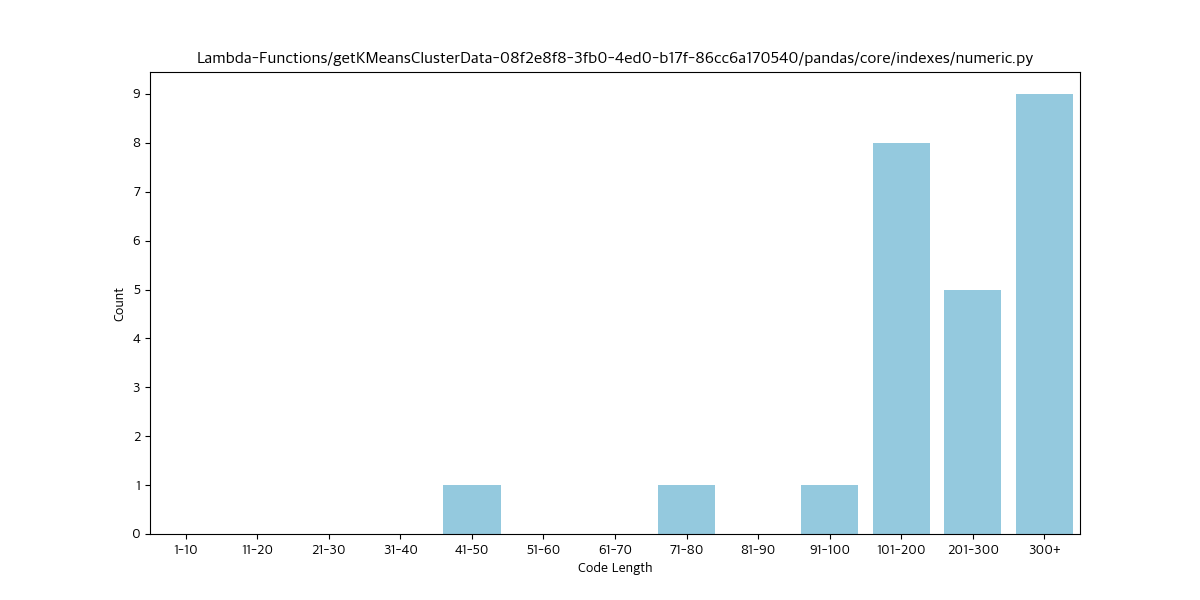 Lambda-Functions/getKMeansClusterData-08f2e8f8-3fb0-4ed0-b17f-86cc6a170540/pandas/core/indexes/numeric.py
9
8
7
6
5
4
3
2
1
0
Count
1-10 11-20 21-30 31-40 41-50 51-60 61-70 71-80 81-90 91-100 101-200 201-300 300+
Code Length